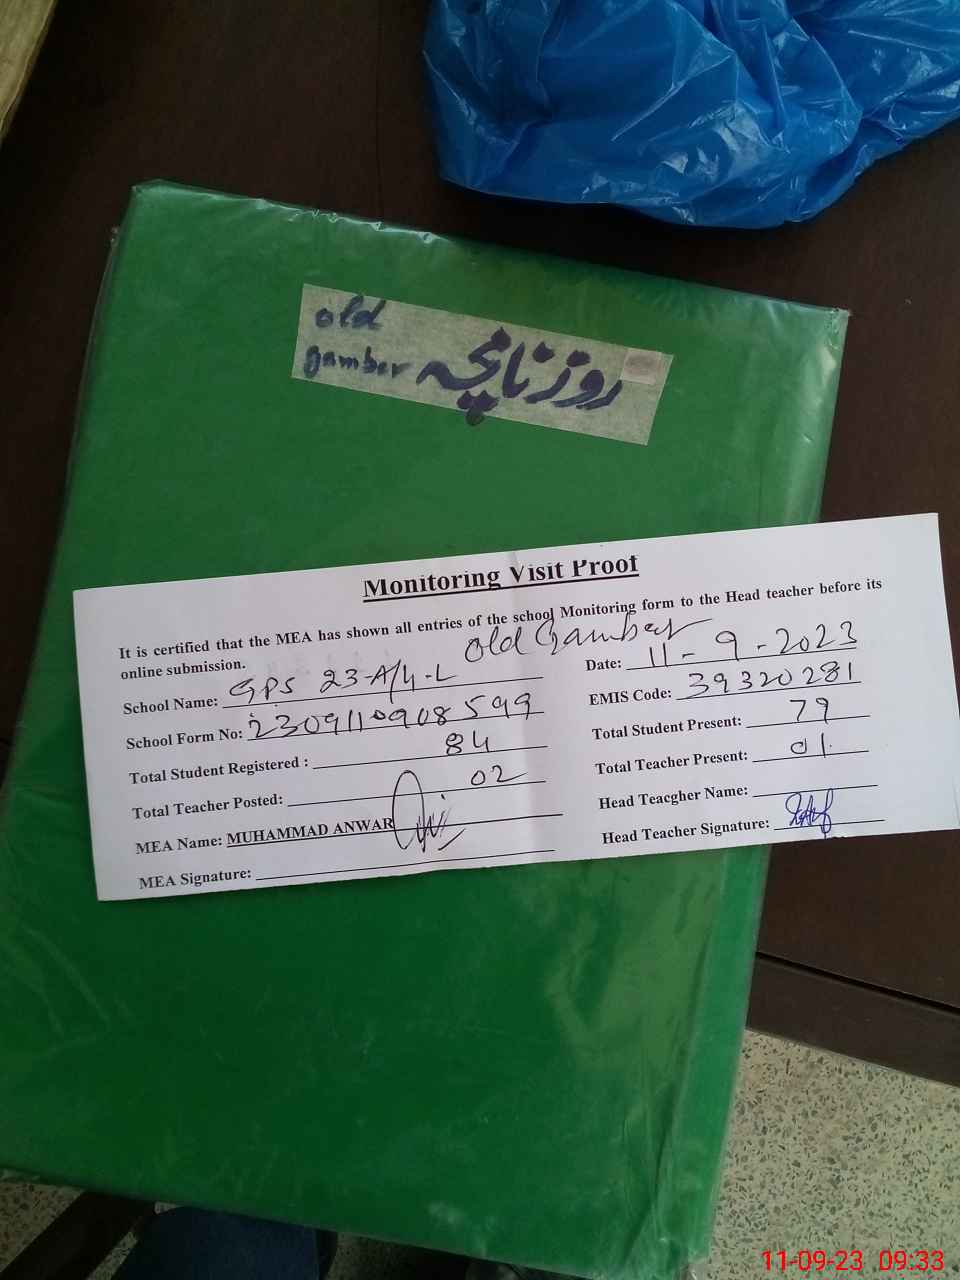 old
gamber روزنامچہ
Monitoring Visit Proof
It is certified that the MEA has shown all entries of the school Monitoring form to the Head teacher before its
online submission.
School Name: GPS 23-A/4-L Old Gamber
Date: 11-9-2023
School Form No: 2309110908599
EMIS Code: 39320281
Total Student Registered : 84
Total Student Present: 79
Total Teacher Posted: 02
Total Teacher Present: 01
MEA Name: MUHAMMAD ANWAR
Head Teacgher Name:
MEA Signature:
Head Teacher Signature:
11-09-23 09:33